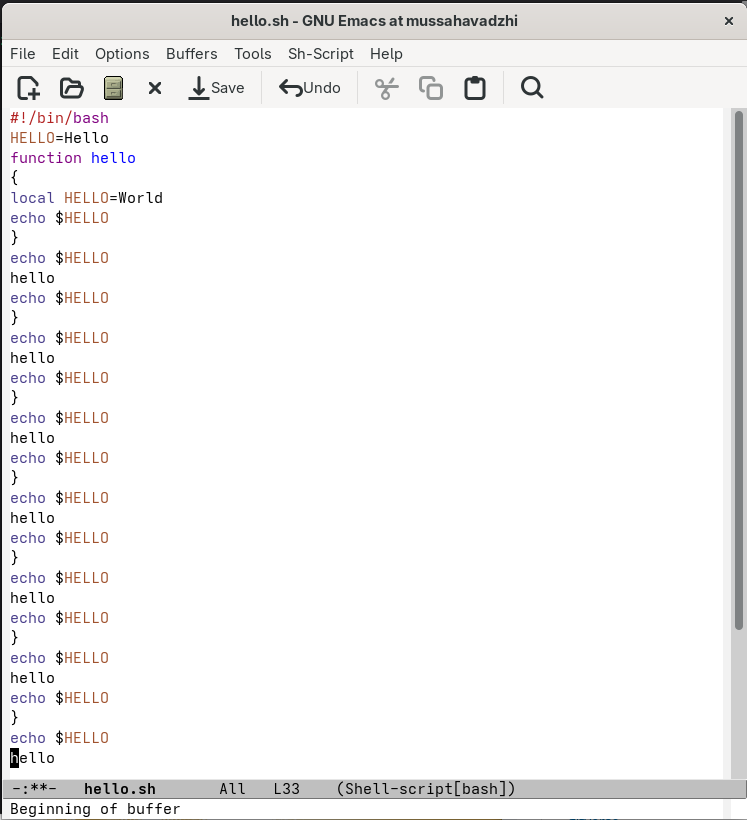 hello.sh - GNU Emacs at mussahavadzhi ×
File Edit Options Buffers Tools Sh-Script Help
Save Undo
#!/bin/bash
HELLO=Hello
function hello
{
local HELLO=World
echo $HELLO
}
echo $HELLO
hello
echo $HELLO
}
echo $HELLO
hello
echo $HELLO
}
echo $HELLO
hello
echo $HELLO
}
echo $HELLO
hello
echo $HELLO
}
echo $HELLO
hello
echo $HELLO
}
echo $HELLO
hello
echo $HELLO
}
echo $HELLO
hello
-:**- hello.sh All L33 (Shell-script[bash])
Beginning of buffer